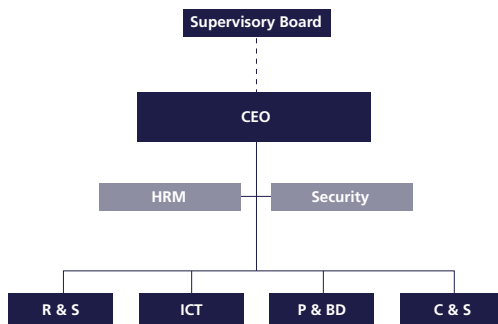 Supervisory Board
CEO
HRM
Security
R & S
ICT
P & BD
C & S